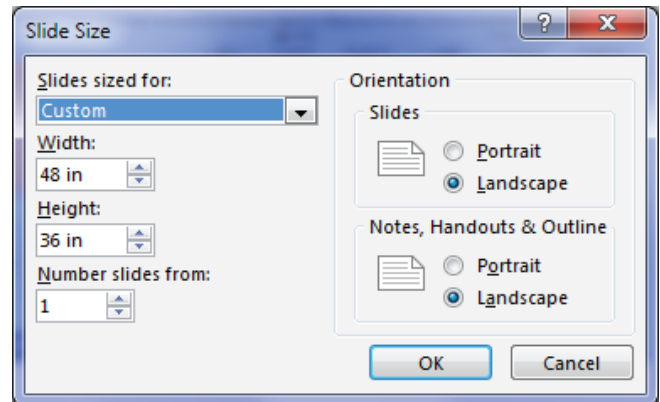 Slide Size
Slides sized for:
Custom
Width:
48 in
Height:
36 in
Number slides from:
1
Orientation
Slides
Portrait
Landscape
Notes, Handouts & Outline
Portrait
Landscape
OK
Cancel